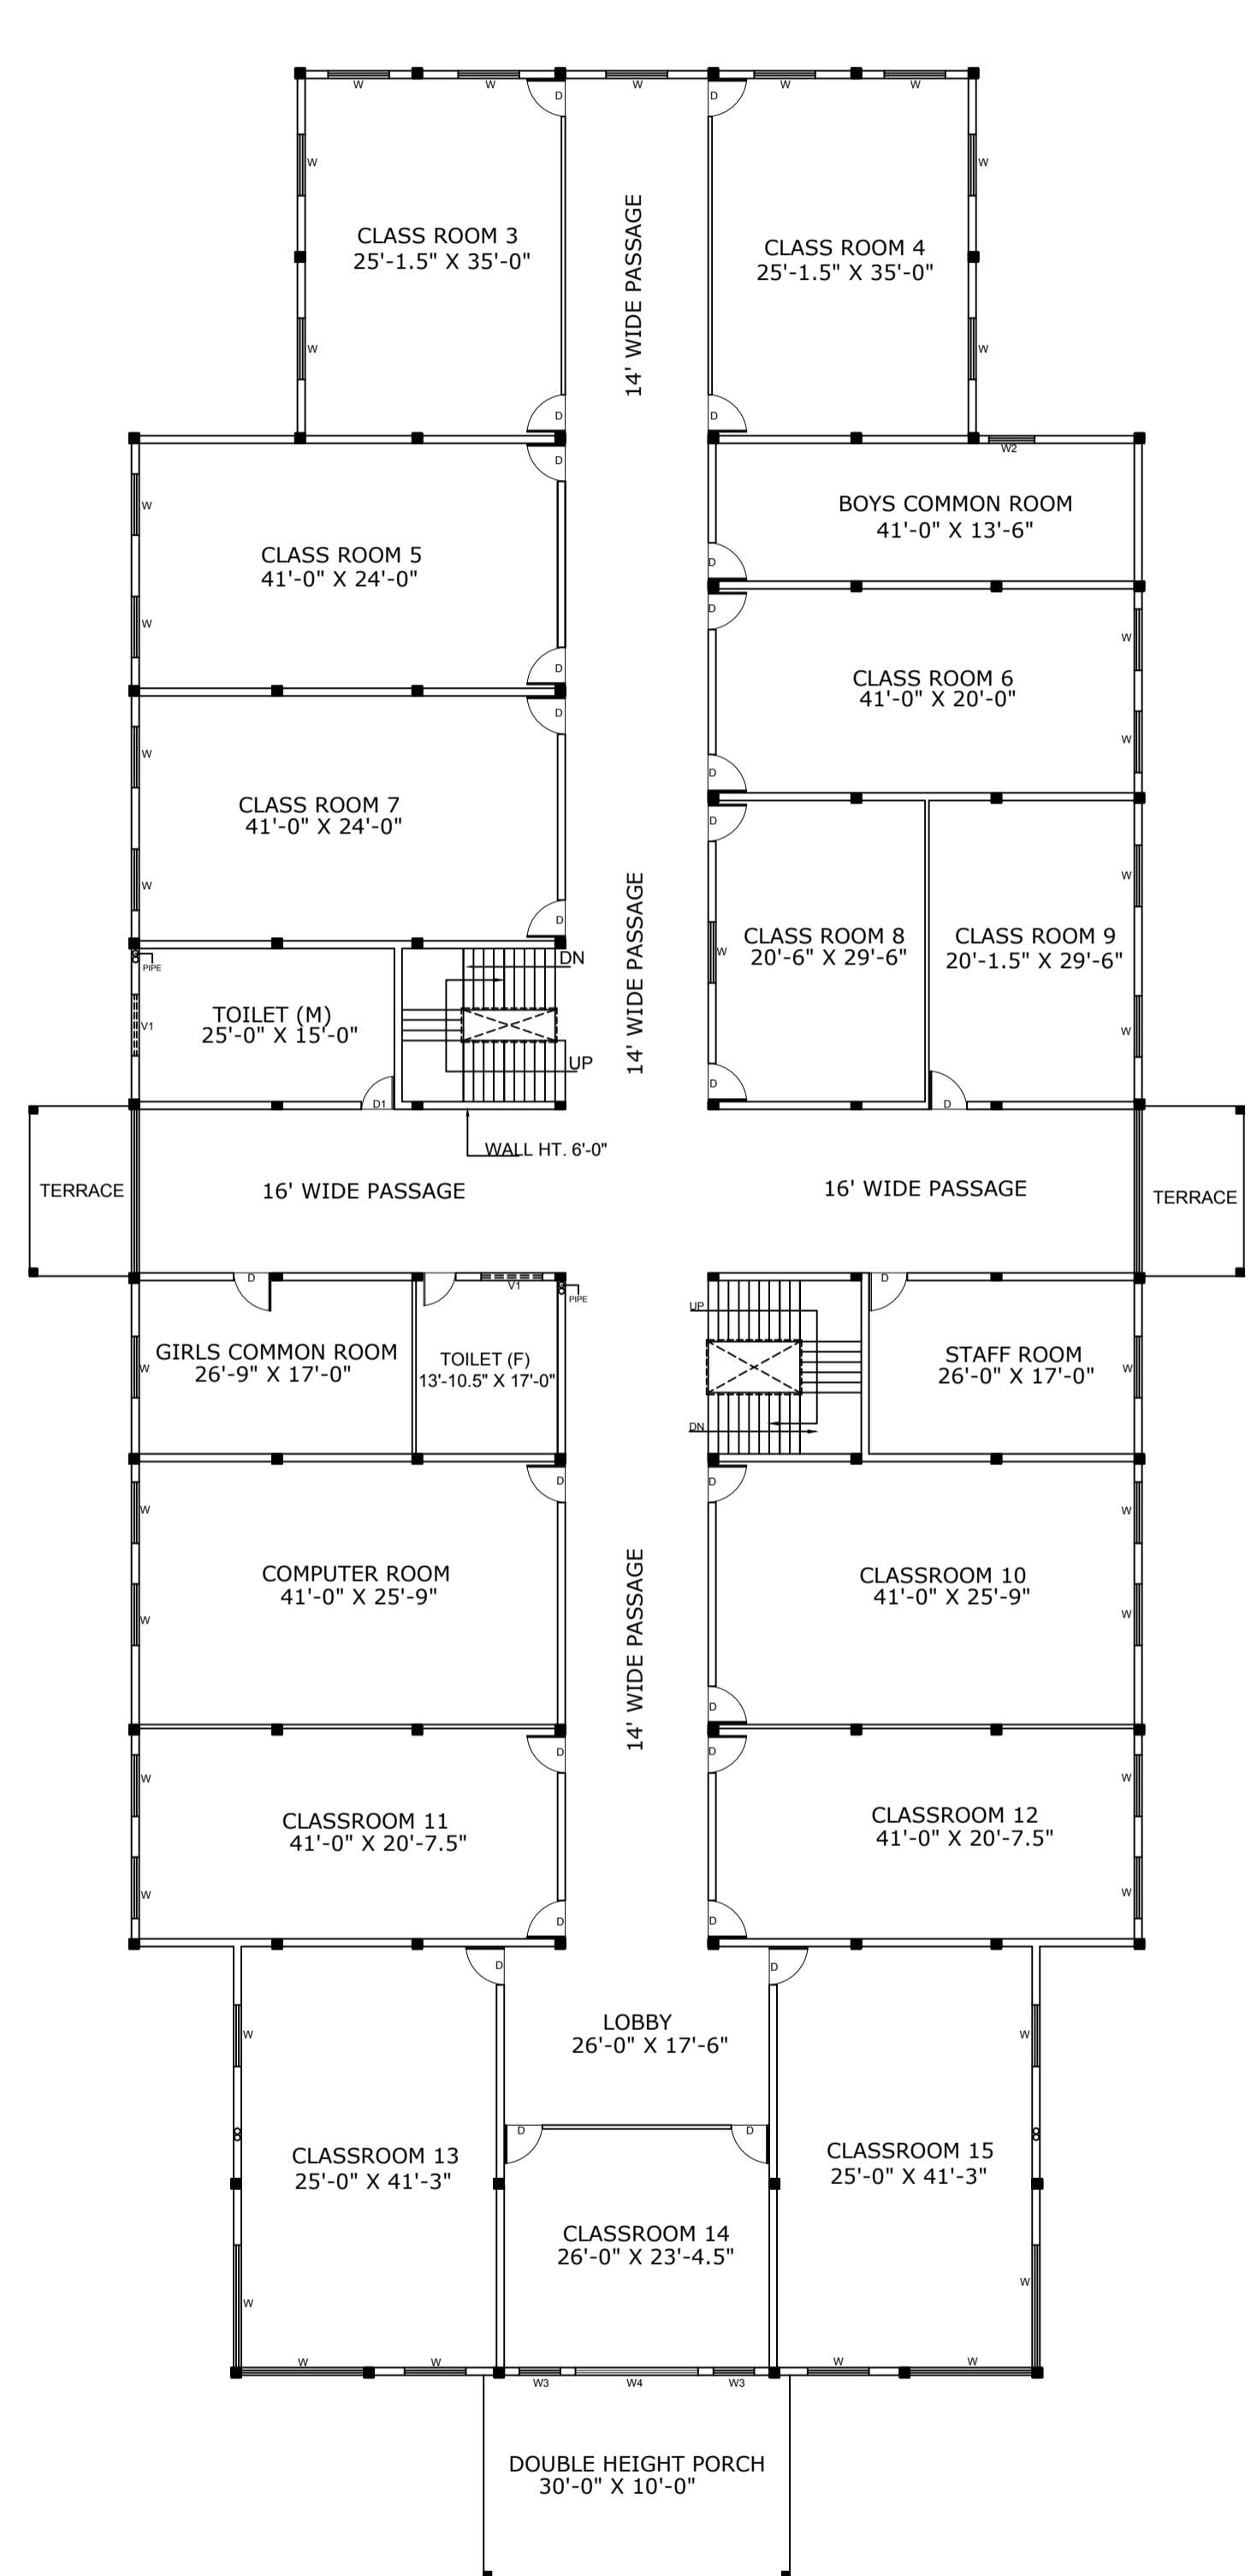 W W W W W
D D
W W
CLASS ROOM 3
25'-1.5" X 35'-0"
14' WIDE PASSAGE
CLASS ROOM 4
25'-1.5" X 35'-0"
W W
D D
W2
D
W
BOYS COMMON ROOM
41'-0" X 13'-6"
CLASS ROOM 5
41'-0" X 24'-0"
D
D
W W
D
CLASS ROOM 6
41'-0" X 20'-0"
D
W
W
D
CLASS ROOM 7
41'-0" X 24'-0"
D
W
W
D
14' WIDE PASSAGE
W
CLASS ROOM 8
20'-6" X 29'-6"
W
CLASS ROOM 9
20'-1.5" X 29'-6"
W
DN
PIPE
TOILET (M)
25'-0" X 15'-0"
V1
UP
W
D
D1
D
WALL HT. 6'-0"
TERRACE
16' WIDE PASSAGE
16' WIDE PASSAGE
TERRACE
D
V1
PIPE
D
UP
GIRLS COMMON ROOM
26'-9" X 17'-0"
W
TOILET (F)
13'-10.5" X 17'-0"
STAFF ROOM
26'-0" X 17'-0"
W
DN
D D
W W
COMPUTER ROOM
41'-0" X 25'-9"
W
14' WIDE PASSAGE
CLASSROOM 10
41'-0" X 25'-9"
W
D
D D
W W
CLASSROOM 11
41'-0" X 20'-7.5"
W
CLASSROOM 12
41'-0" X 20'-7.5"
W
D D
D D
W
LOBBY
26'-0" X 17'-6"
W
D D
CLASSROOM 13
25'-0" X 41'-3"
CLASSROOM 15
25'-0" X 41'-3"
CLASSROOM 14
26'-0" X 23'-4.5"
W W
W W W W
W3 W4 W3
DOUBLE HEIGHT PORCH
30'-0" X 10'-0"